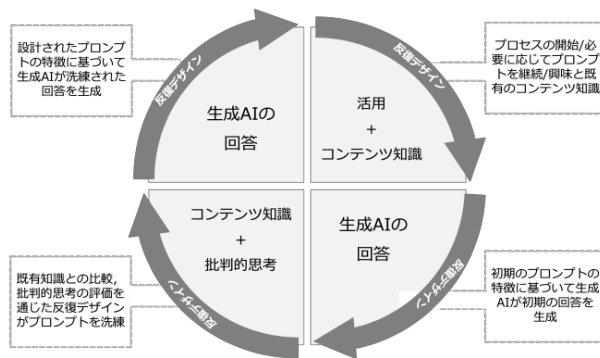 設計されたプロンプ
トの特徴に基づいて
生成AIが洗練された
回答を生成
反復デザイン
生成AIの
回答
反復デザイン
活用
+
コンテンツ知識
プロセスの開始/必
要に応じてプロンプ
トを継続/興味と既
有のコンテンツ知識
既有知識との比較,
批判的思考の評価を
通じた反復デザイン
がプロンプトを洗練
反復デザイン
コンテンツ知識
+
批判的思考
生成AIの
回答
反復デザイン
初期のプロンプトの
特徴に基づいて生成
AIが初期の回答を
生成